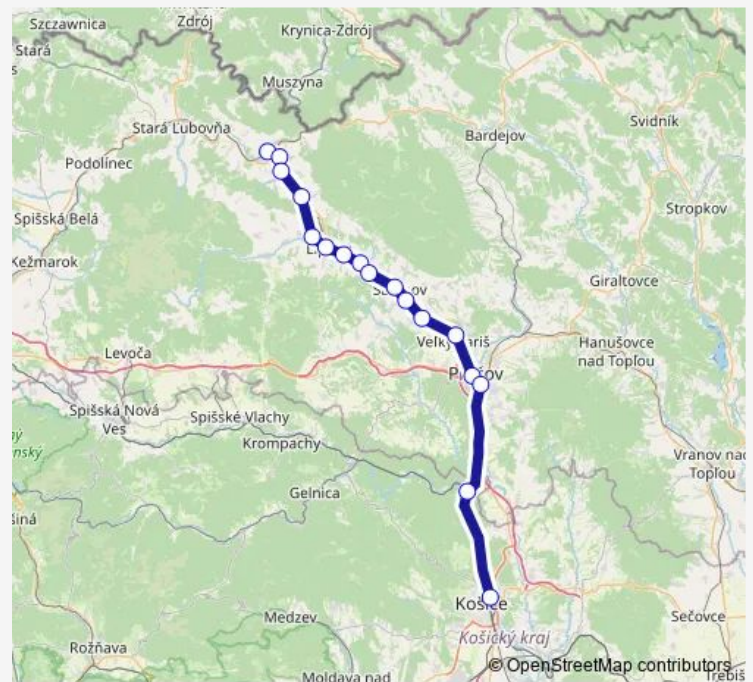 Szczawnica
Zdrój
Krynica-Zdrój
Stará
Muszyna
Stará Ľubovňa
Svidník
Bardejov
Podolínec
Stropkov
Spišská Belá
Kežmarok
Giraltovce
Levoča
Hanušovce
nad Topľou
Spišská Nová
Ves
Spišské Vlachy
Krompachy
Vranov nad
Topľou
Gelnica
Košice
Medzev
Sečovce
Košický kraj
Rožňava
© OpenStreetMap contributors
Moldava nad